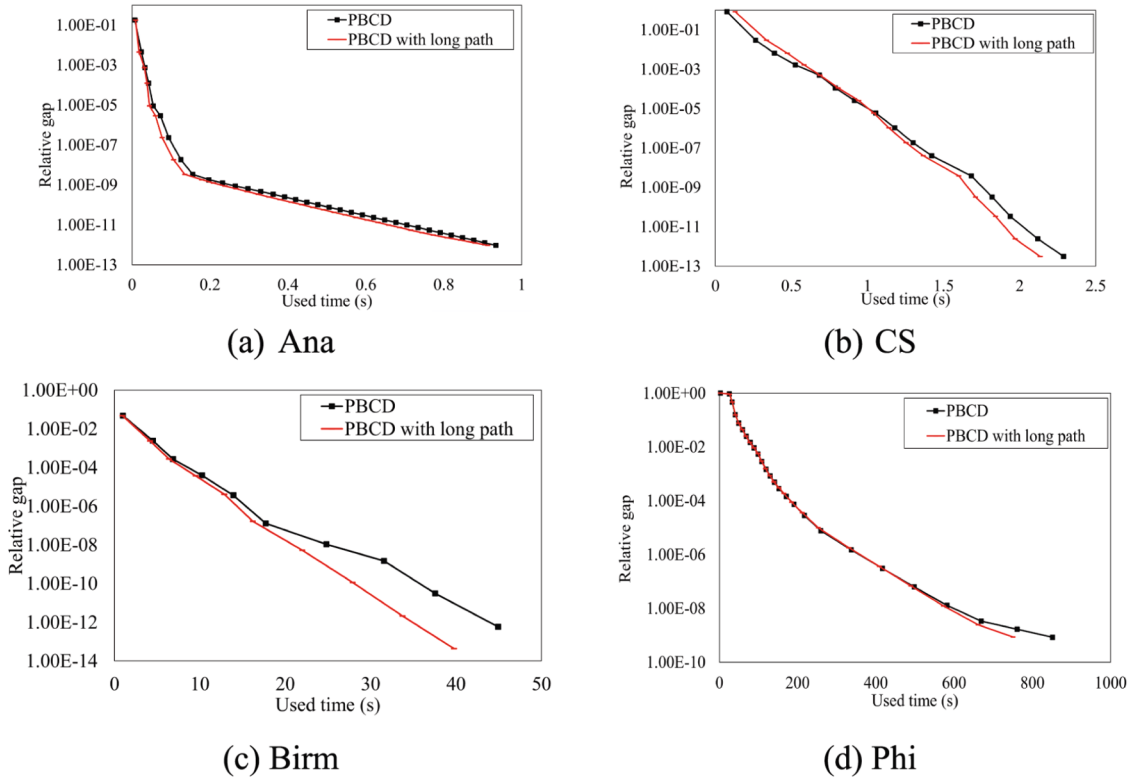 PBCD
PBCD with long path
1.00E-01
1.00E-03
1.00E-05
1.00E-07
1.00E-09
1.00E-11
1.00E-13
Relative gap
0 0.2 0.4 0.6 0.8 1
Used time (s)
(a) Ana
PBCD
PBCD with long path
1.00E-01
1.00E-03
1.00E-05
1.00E-07
1.00E-09
1.00E-11
1.00E-13
Relative gap
0 0.5 1 1.5 2 2.5
Used time (s)
(b) CS
PBCD
PBCD with long path
1.00E+00
1.00E-02
1.00E-04
1.00E-06
1.00E-08
1.00E-10
1.00E-12
1.00E-14
Relative gap
0 10 20 30 40 50
Used time (s)
(c) Birm
PBCD
PBCD with long path
1.00E+00
1.00E-02
1.00E-04
1.00E-06
1.00E-08
1.00E-10
Relative gap
0 200 400 600 800 1000
Used time (s)
(d) Phi